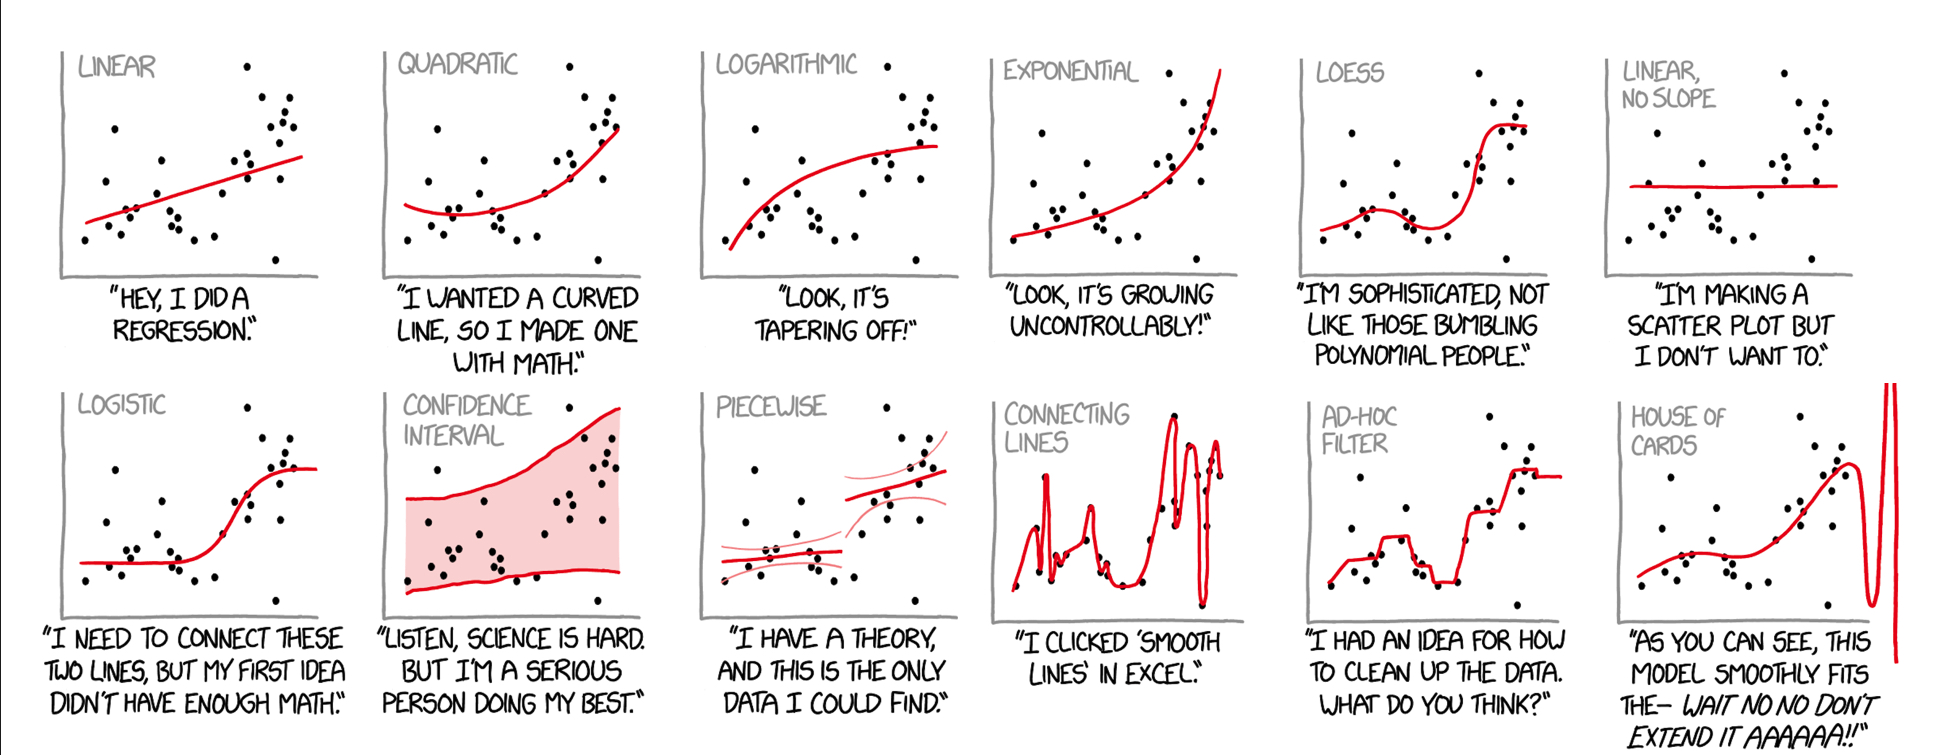 LINEAR
"HEY, I DID A
REGRESSION."
QUADRATIC
"I WANTED A CURVED
LINE, SO I MADE ONE
WITH MATH."
LOGARITHMIC
"LOOK, IT'S
TAPERING OFF!"
EXPONENTIAL
"LOOK, IT'S GROWING
UNCONTROLLABLY!"
LOESS
"I'M SOPHISTICATED, NOT
LIKE THOSE BUMBLING
POLYNOMIAL PEOPLE."
LINEAR,
NO SLOPE
"I'M MAKING A
SCATTER PLOT BUT
I DON'T WANT TO."
LOGISTIC
"I NEED TO CONNECT THESE
TWO LINES, BUT MY FIRST IDEA
DIDN'T HAVE ENOUGH MATH."
CONFIDENCE
INTERVAL
"LISTEN, SCIENCE IS HARD.
BUT I'M A SERIOUS
PERSON DOING MY BEST."
PIECEWISE
"I HAVE A THEORY,
AND THIS IS THE ONLY
DATA I COULD FIND."
CONNECTING
LINES
"I CLICKED 'SMOOTH
LINES' IN EXCEL."
AD-HOC
FILTER
"I HAD AN IDEA FOR HOW
TO CLEAN UP THE DATA.
WHAT DO YOU THINK?"
HOUSE OF
CARDS
"AS YOU CAN SEE, THIS
MODEL SMOOTHLY FITS
THE– WAIT NO NO DON'T
EXTEND IT AAAAAA!!"